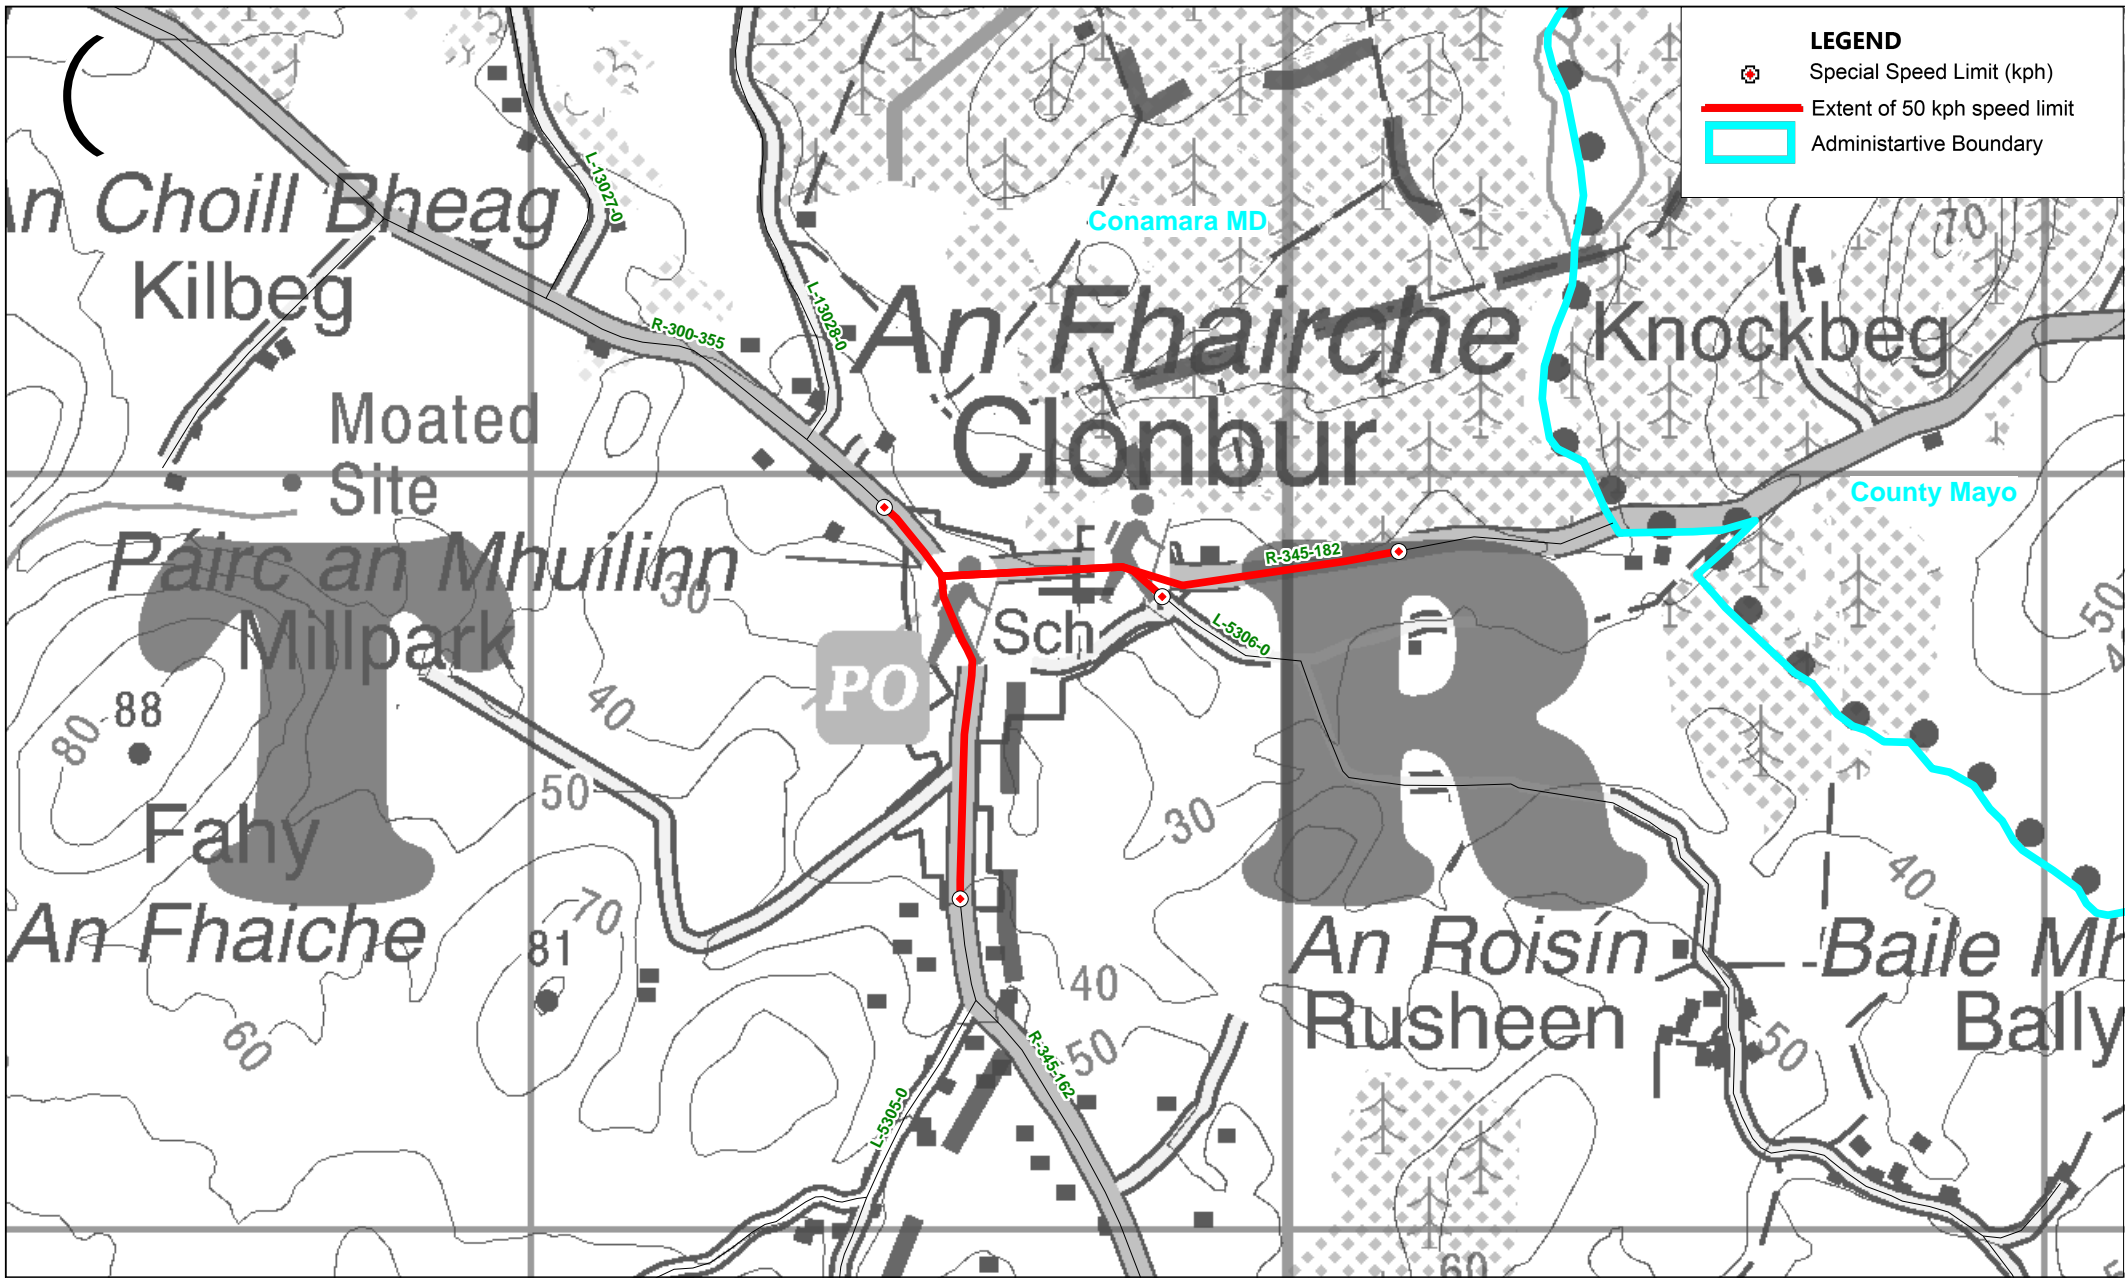 LEGEND
Special Speed Limit (kph)
Extent of 50 kph speed limit
Administartive Boundary
L-13027-0
An Choill Bheag
Kilbeg
Conamara MD
70
L-13028-0
R-300-355
An Fhairche
Clonbur
Knockbeg
Moated
Site
County Mayo
Páirc an Mhuilinn
Millpark
30
R-345-182
Sch
L-5306-0
PO
50
T
R
88
80
40
50
30
Fahy
An Fhaiche
70
81
40
An Roisín
Rusheen
Baile Mh
Bally
40
50
60
50
R-345-162
L-5305-0
60